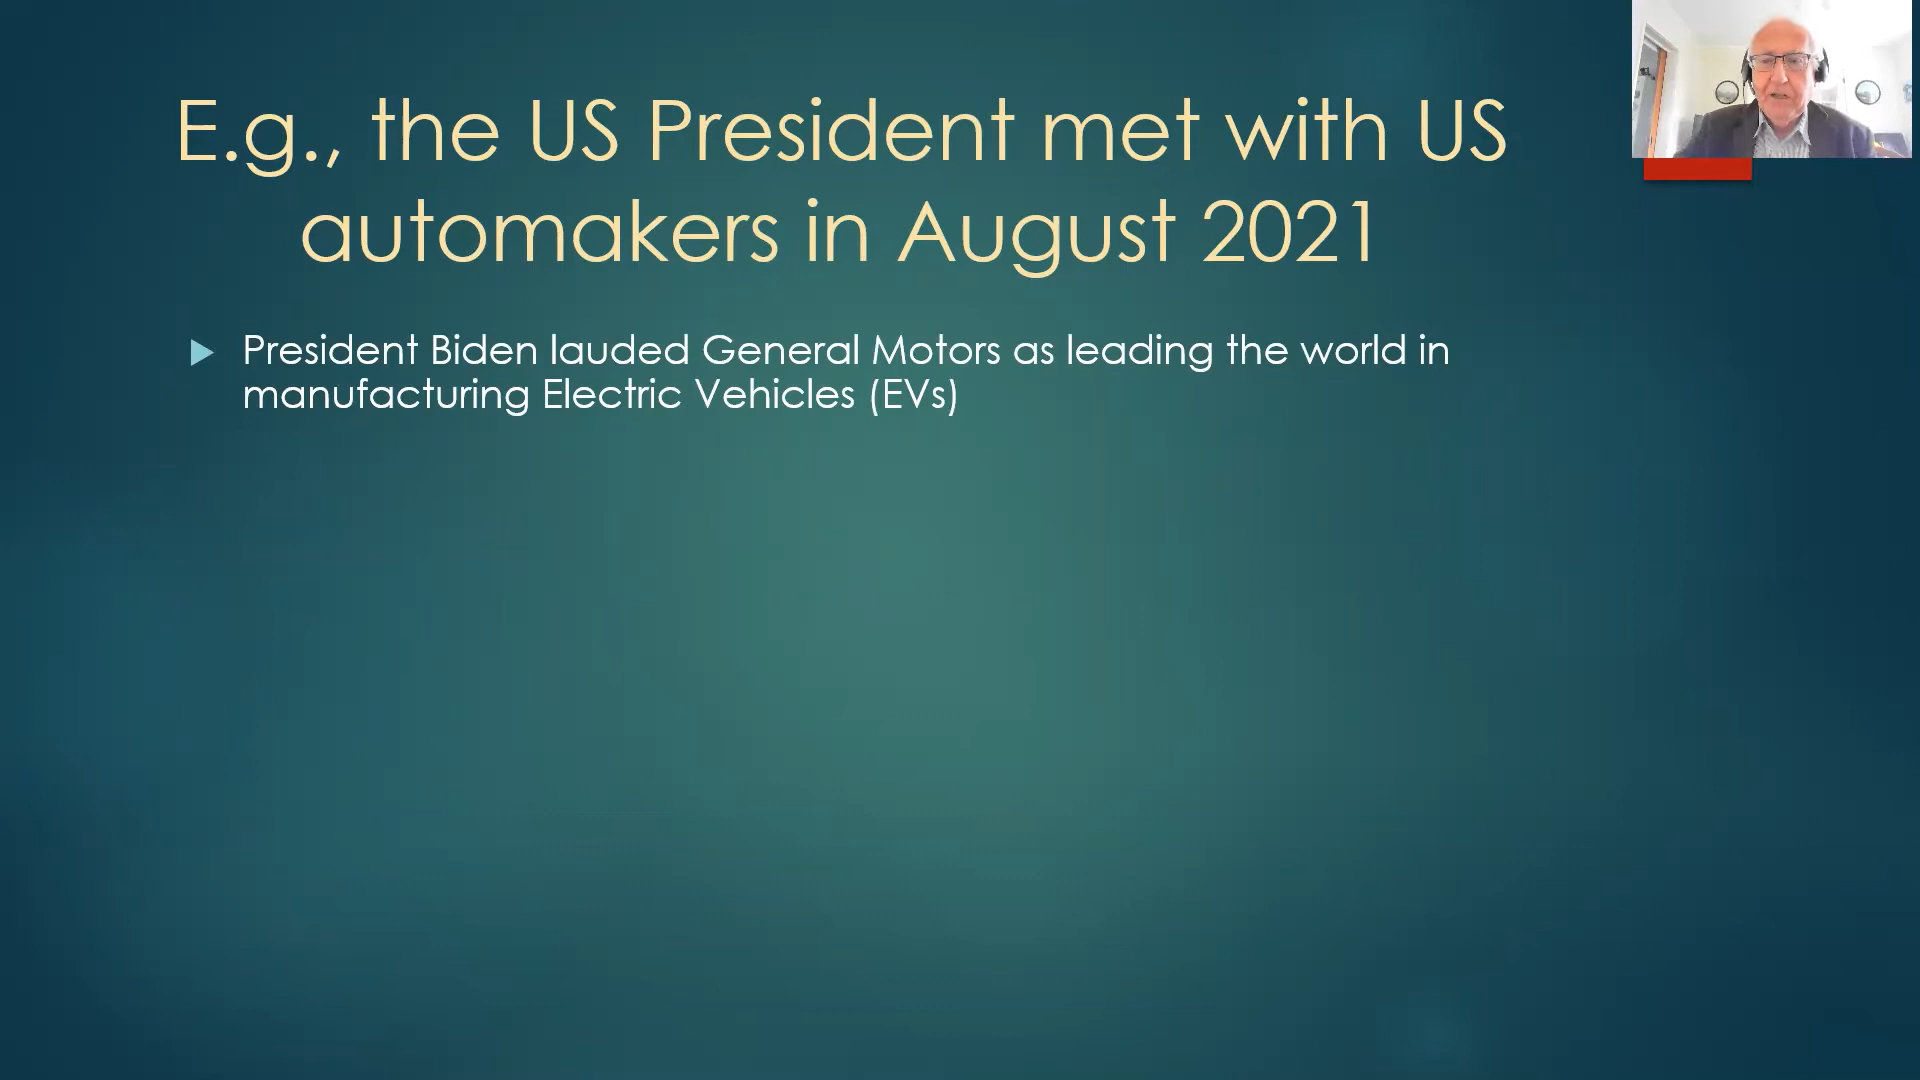 E.g., the US President met with US
automakers in August 2021
President Biden lauded General Motors as leading the world in
manufacturing Electric Vehicles (EVs)